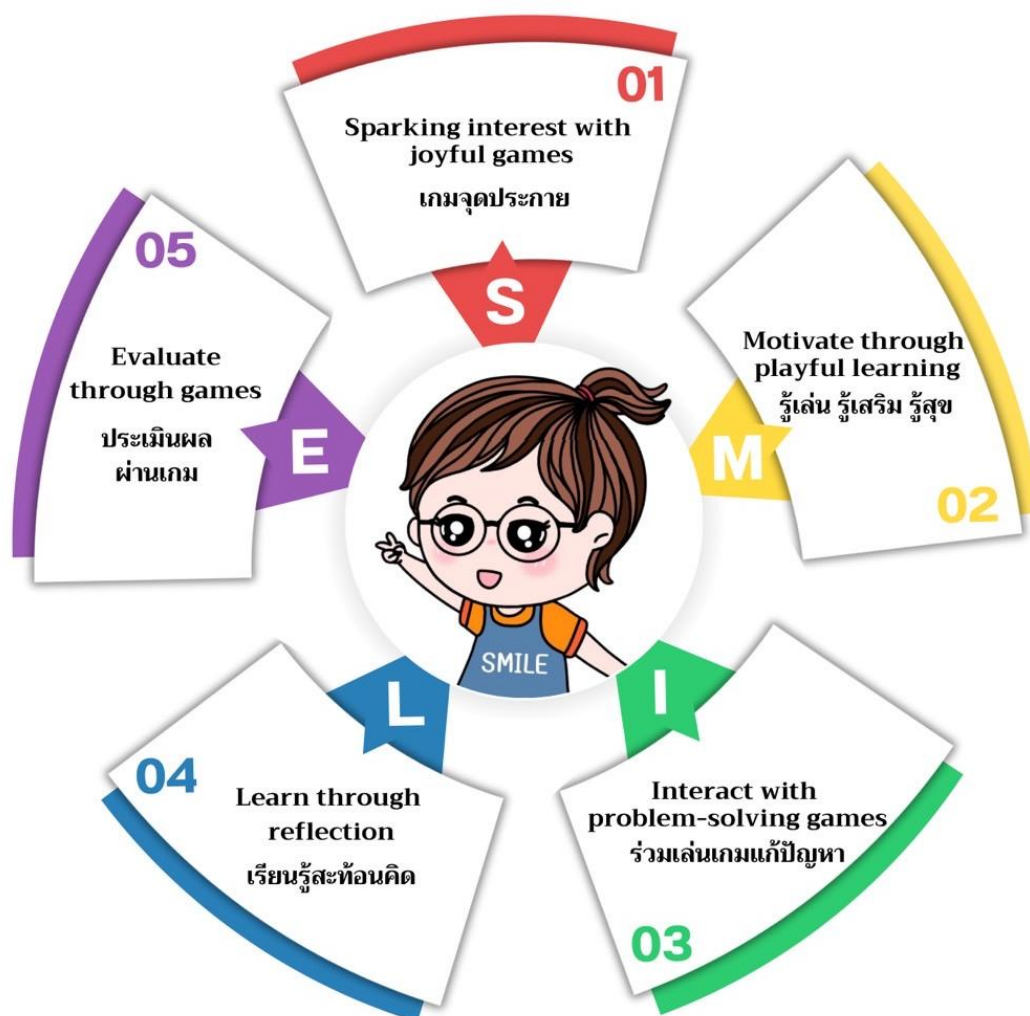 01
Sparking interest with
joyful games
เกมจุดประกาย
S
02
Motivate through
playful learning
รู้เล่น รู้เสริม รู้สุข
M
03
Interact with
problem-solving games
ร่วมเล่นเกมแก้ปัญหา
I
04
Learn through
reflection
เรียนรู้สะท้อนคิด
L
05
Evaluate
through games
ประเมินผล
ผ่านเกม
E
SMILE